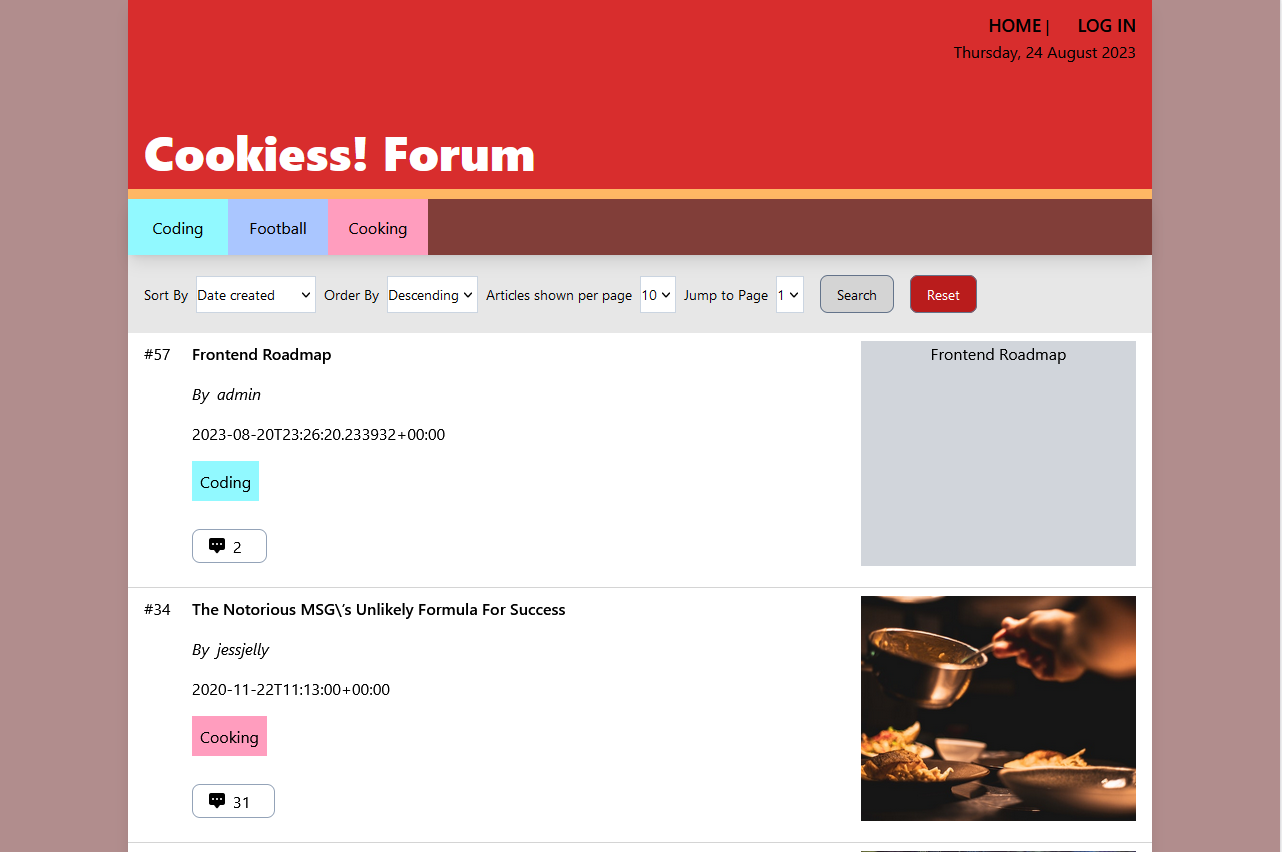 HOME | LOG IN
Thursday, 24 August 2023
Cookiess! Forum
Coding Football Cooking
Sort By Date created Order By Descending Articles shown per page 10 Jump to Page 1 Search Reset
#57 Frontend Roadmap
Frontend Roadmap
By admin
2023-08-20T23:26:20.233932+00:00
Coding
2
#34 The Notorious MSG\'s Unlikely Formula For Success
By jessjelly
2020-11-22T11:13:00+00:00
Cooking
31